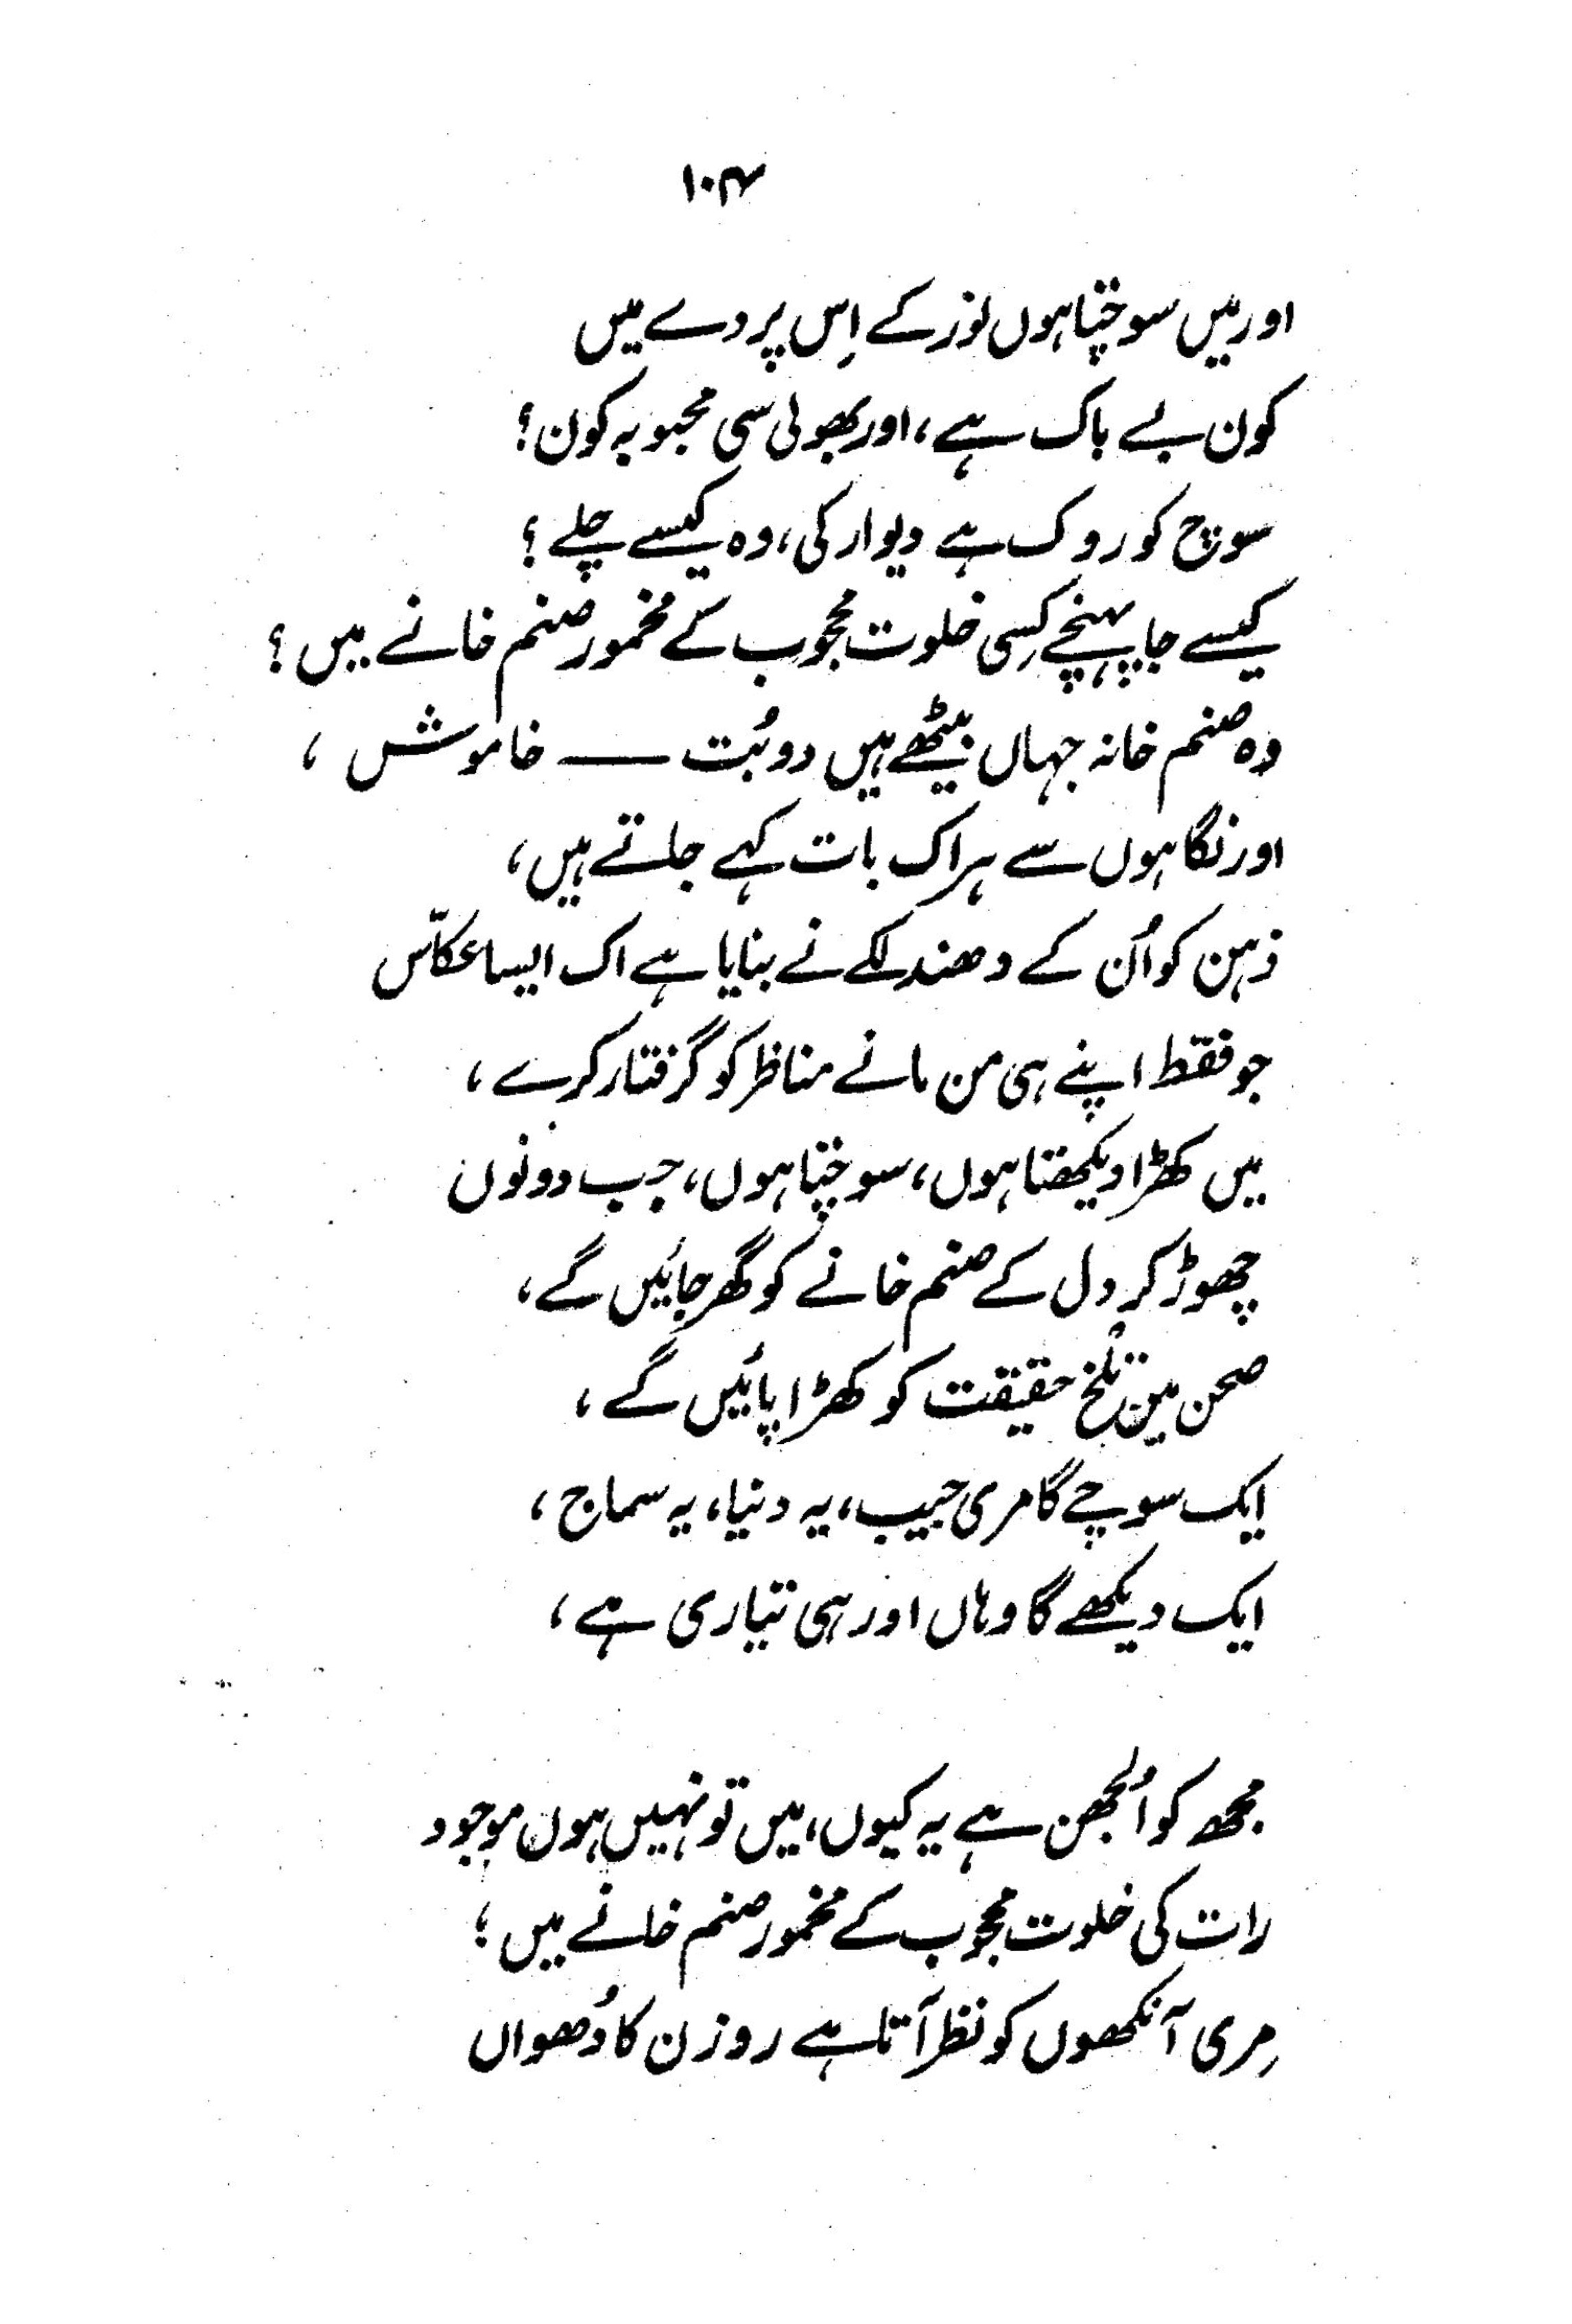 ۱۰۴
اور میں سوچتا ہوں نور کے اِس پردے میں
کون بے باک ہے، اور بھولی سی محبوبہ کون؟
سوچ کو روک ہے دیوار کی، وہ کیسے چلے؟
کیسے جا پہنچے کِسی خلوت محجوب کے مخمور صنم خانے میں؟
وہ صنم خانہ جہاں بیٹھے ہیں دو بُت — خاموش،
اور نگاہوں سے ہر اک بات کہے جاتے ہیں،
ذہن کو اُن کے دھندلکے نے بنایا ہے اک ایسا عکاّس
جو فقط اپنے ہی من مانے مناظر کو گرفتار کرے،
میں کھڑا دیکھتا ہوں، سوچتا ہوں، جب دونوں
چھوڑ کر دل کے صنم خانے کو گھر جائیں گے،
صحن میں تلخ حقیقت کو کھڑا پائیں گے،
ایک سوچے گا مری جیب، یہ دنیا، یہ سماج،
ایک دیکھے گا وہاں اور ہی تیاری ہے،
مجھ کو اُلجھن ہے یہ کیوں، میں تو نہیں ہوں موجود
رات کی خلوت محجوب کے مخمور صنم خانے میں؛
مِری آنکھوں کو نظر آتا ہے روزن کا دُھواں